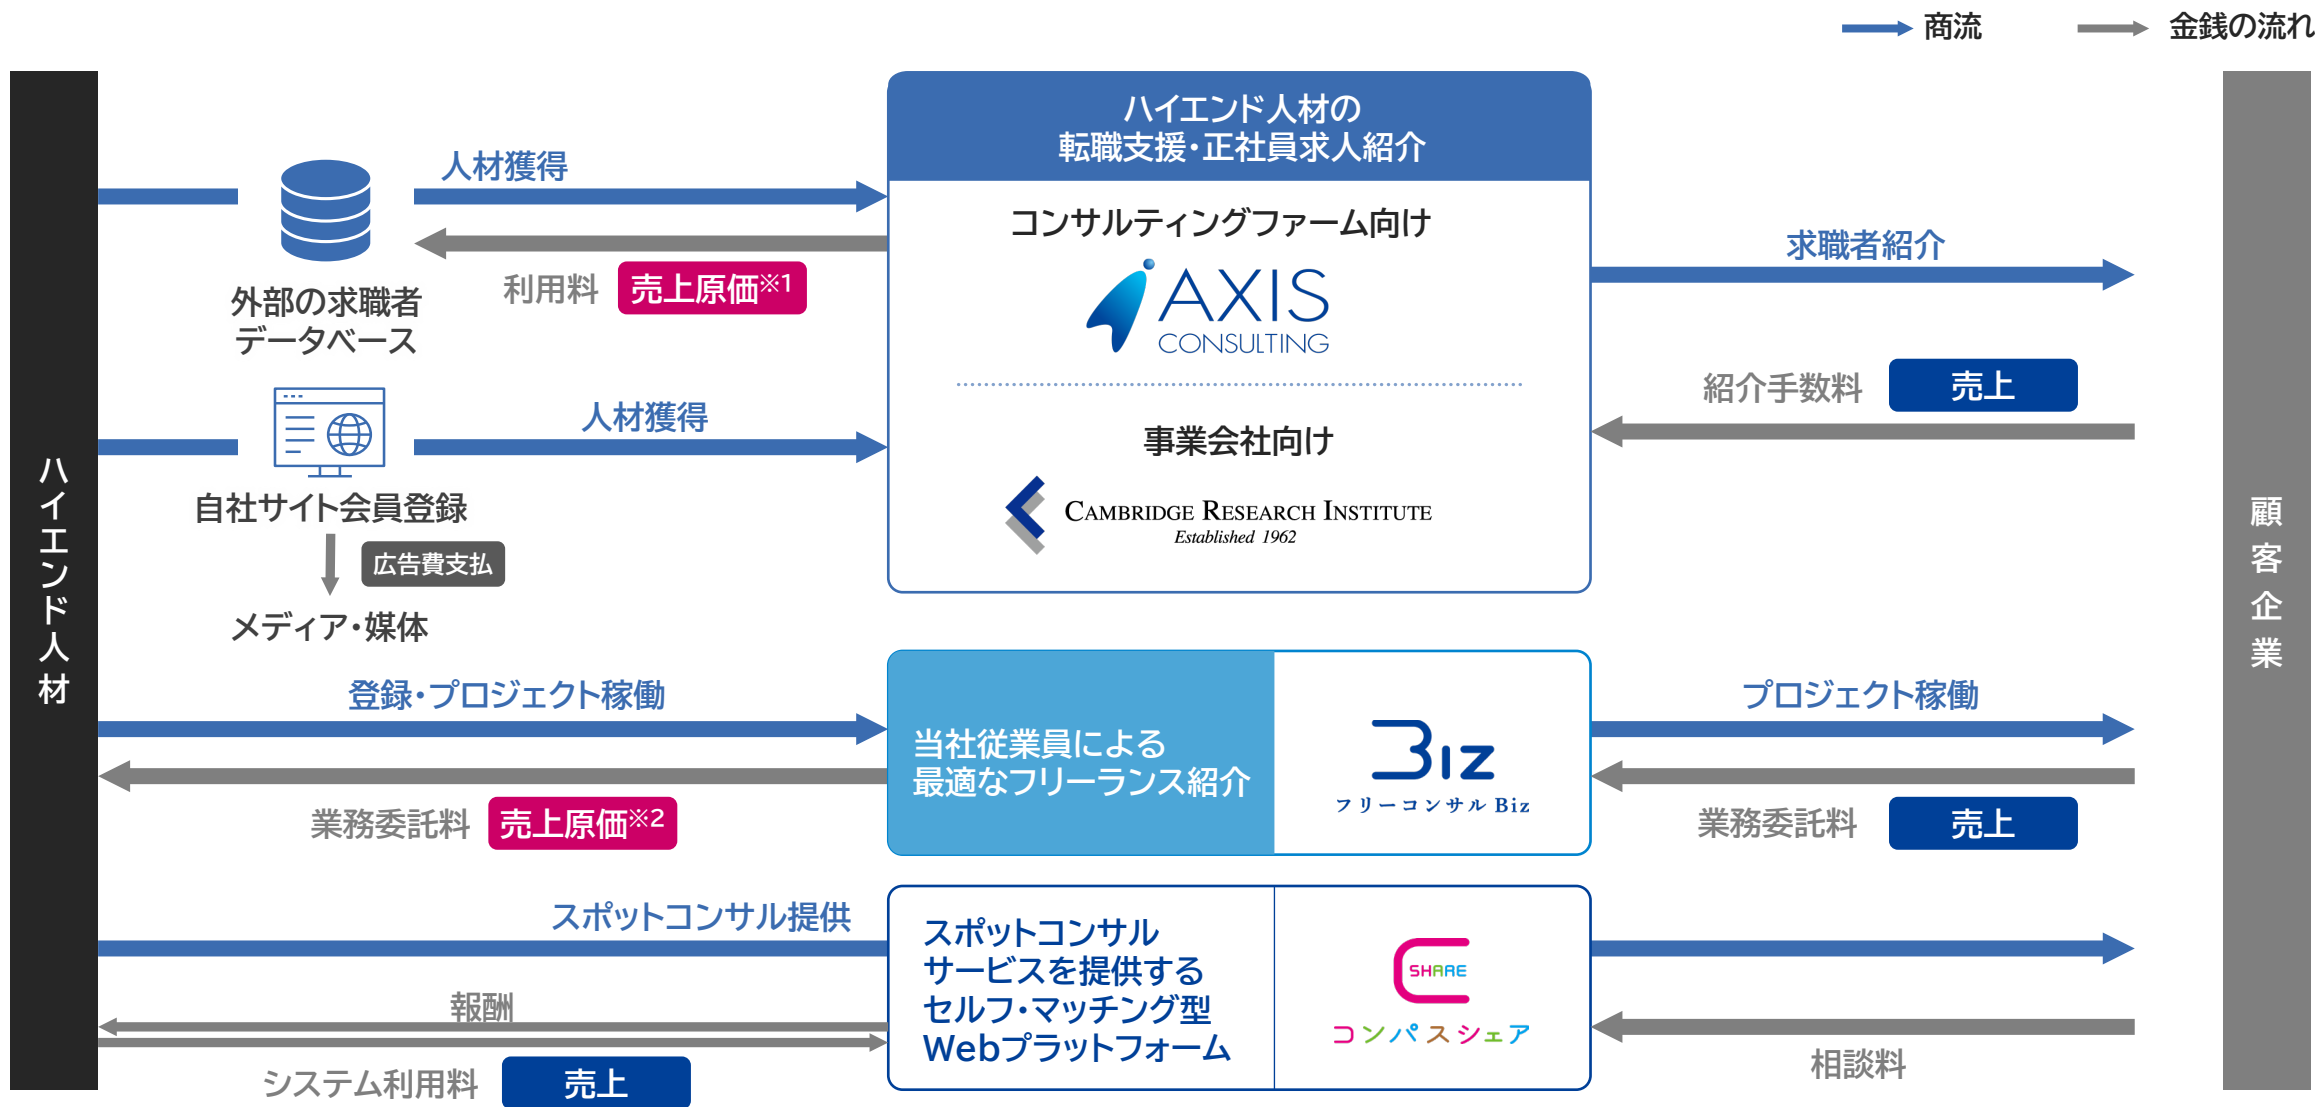 商流
金銭の流れ
ハイエンド人材
ハイエンド人材の
転職支援・正社員求人紹介
人材獲得
利用料
売上原価※1
外部の求職者
データベース
コンサルティングファーム向け
AXIS
CONSULTING
求職者紹介
紹介手数料
売上
人材獲得
自社サイト会員登録
広告費支払
メディア・媒体
事業会社向け
CAMBRIDGE RESEARCH INSTITUTE
Established 1962
顧客企業
登録・プロジェクト稼働
業務委託料
売上原価※2
当社従業員による
最適なフリーランス紹介
Biz
フリーコンサルBiz
プロジェクト稼働
業務委託料
売上
スポットコンサル提供
報酬
システム利用料
売上
スポットコンサル
サービスを提供する
セルフ・マッチング型
Webプラットフォーム
SHARE
コンパスシェア
相談料